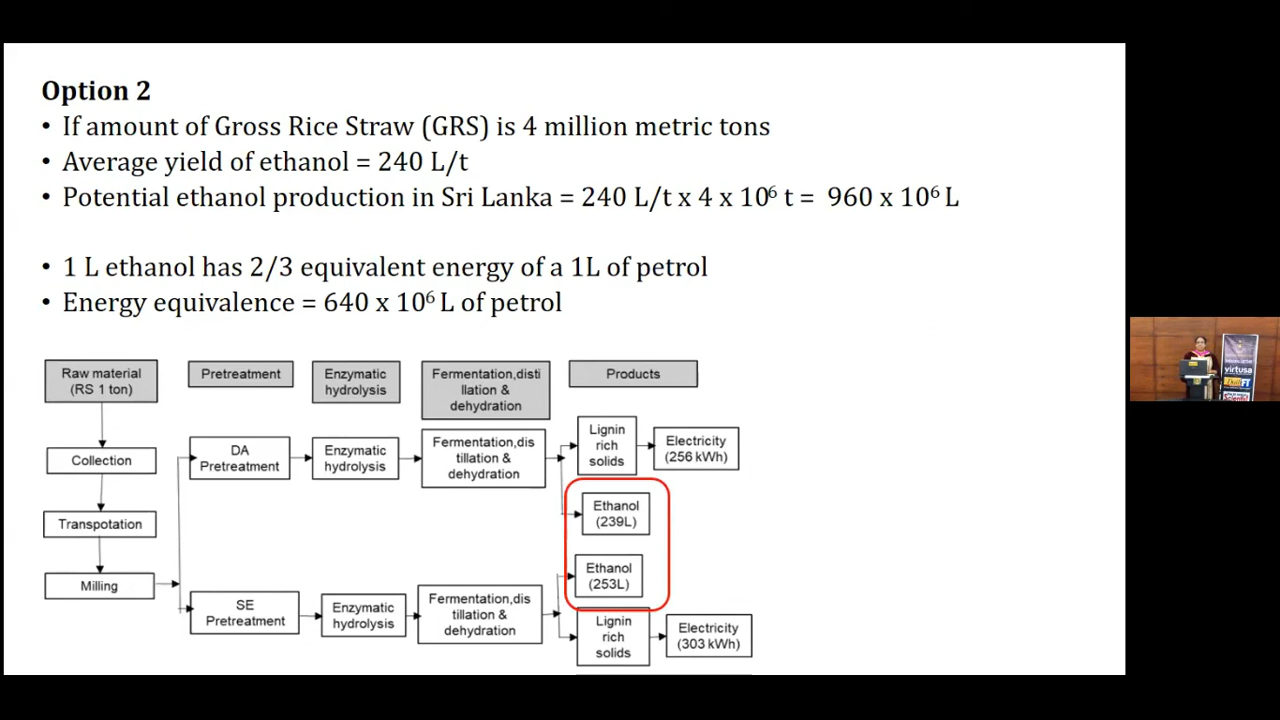 Option 2
• If amount of Gross Rice Straw (GRS) is 4 million metric tons
• Average yield of ethanol = 240 L/t
• Potential ethanol production in Sri Lanka = 240 L/t x 4 x 10⁶ t = 960 x 10⁶ L
• 1 L ethanol has 2/3 equivalent energy of a 1L of petrol
• Energy equivalence = 640 x 10⁶ L of petrol
Raw material
(RS 1 ton)
Pretreatment
Enzymatic
hydrolysis
Fermentation,disti
llation &
dehydration
Products
Collection
Transpotation
Milling
DA
Pretreatment
Enzymatic
hydrolysis
Fermentation,dis
tillation &
dehydration
Lignin
rich
solids
Electricity
(256 kWh)
Ethanol
(239L)
Ethanol
(253L)
SE
Pretreatment
Enzymatic
hydrolysis
Fermentation,dis
tillation &
dehydration
Lignin
rich
solids
Electricity
(303 kWh)
virtusa
FT